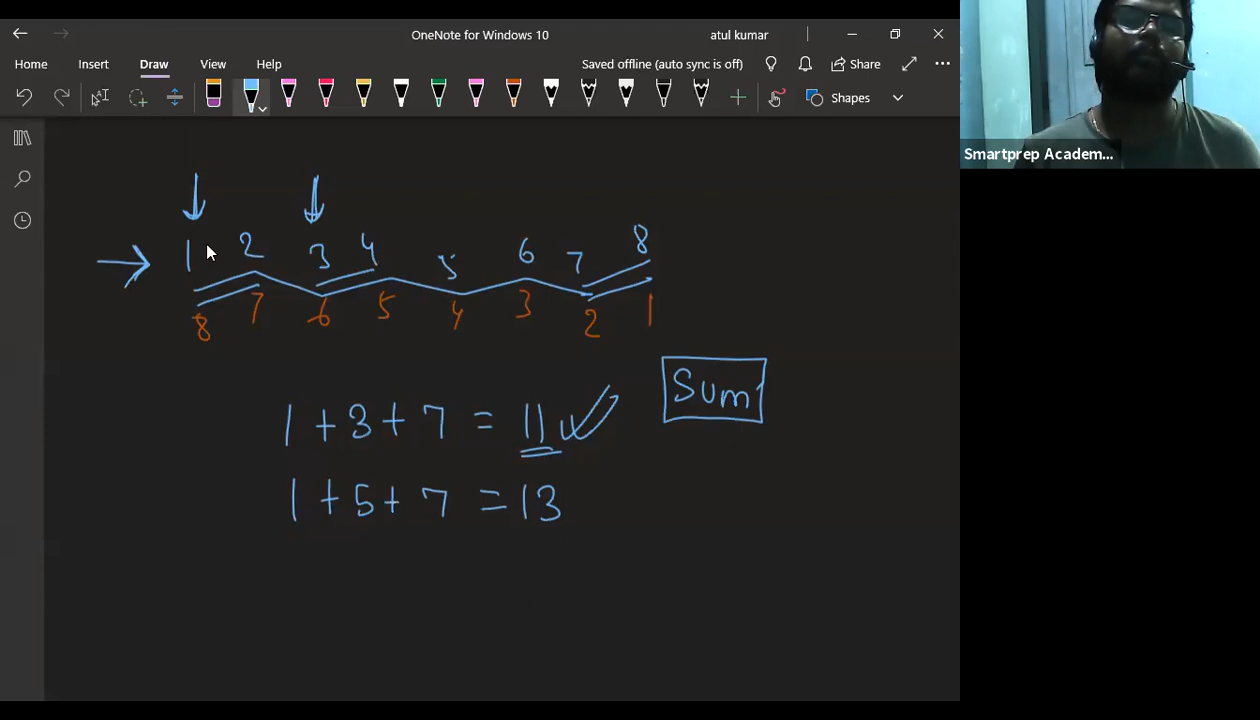 OneNote for Windows 10
atul kumar
Home Insert Draw View Help
Saved offline (auto sync is off)
Share
Shapes
Smartprep Academ...
1 2 3 4 5 6 7 8
8 7 6 5 4 3 2 1
Sum
1 + 3 + 7 = 11
1 + 5 + 7 = 13